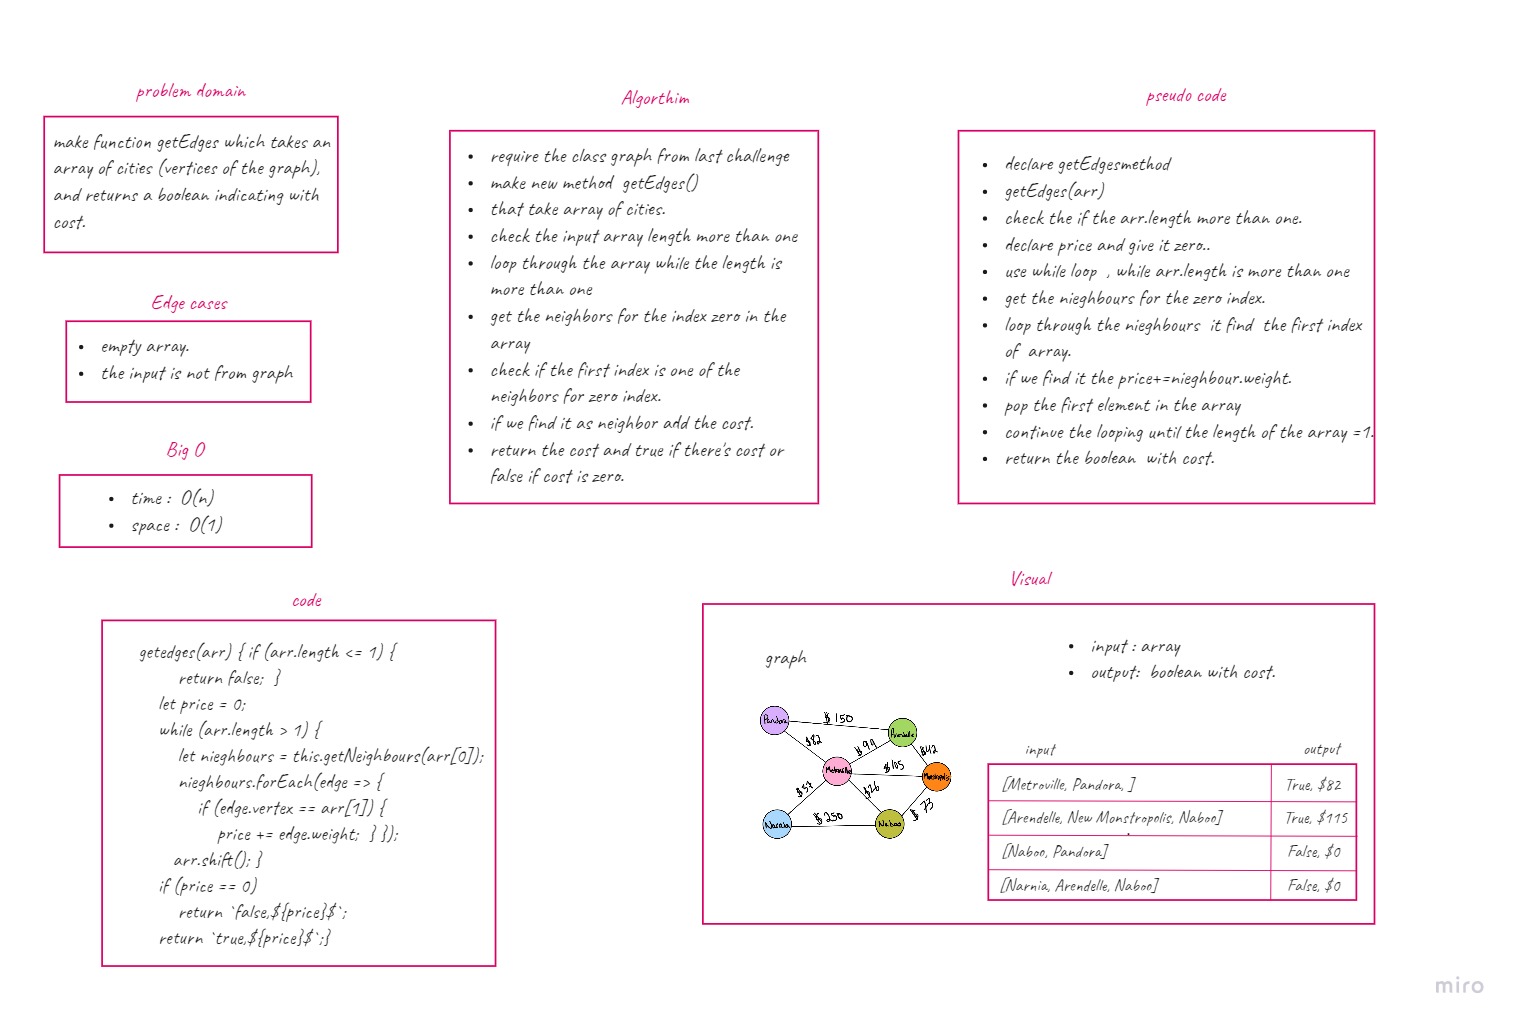 problem domain
make function getEdges which takes an
array of cities (vertices of the graph),
and returns a boolean indicating with
cost.
Edge cases
empty array.
the input is not from graph
Big O
time : O(n)
space : O(1)
Algorthim
require the class graph from last challenge
make new method getEdges()
that take array of cities.
check the input array length more than one
loop through the array while the length is
more than one
get the neighbors for the index zero in the
array
check if the first index is one of the
neighbors for zero index.
if we find it as neighbor add the cost.
return the cost and true if there's cost or
false if cost is zero.
pseudo code
declare getEdgesmethod
getEdges(arr)
check the if the arr.length more than one.
declare price and give it zero..
use while loop , while arr.length is more than one
get the nieghbours for the zero index.
loop through the nieghbours it find the first index
of array.
if we find it the price+=nieghbour.weight.
pop the first element in the array
continue the looping until the length of the array =1.
return the boolean with cost.
code
getedges(arr) { if (arr.length <= 1) {
return false; }
let price = 0;
while (arr.length > 1) {
let nieghbours = this.getNeighbours(arr[0]);
nieghbours.forEach(edge => {
if (edge.vertex == arr[1]) {
price += edge.weight; } });
arr.shift(); }
if (price == 0)
return `false,${price}$`;
return `true,${price}$`;}
Visual
graph
input : array
output: boolean with cost.
Pandora
$150
Arendelle
$82
$99
$42
Metroville
$105
Monstropolis
$37
$26
$73
Narnia
$250
Naboo
input
output
[Metroville, Pandora, ]
True, $82
[Arendelle, New Monstropolis, Naboo]
True, $115
[Naboo, Pandora]
False, $0
[Narnia, Arendelle, Naboo]
False, $0
miro